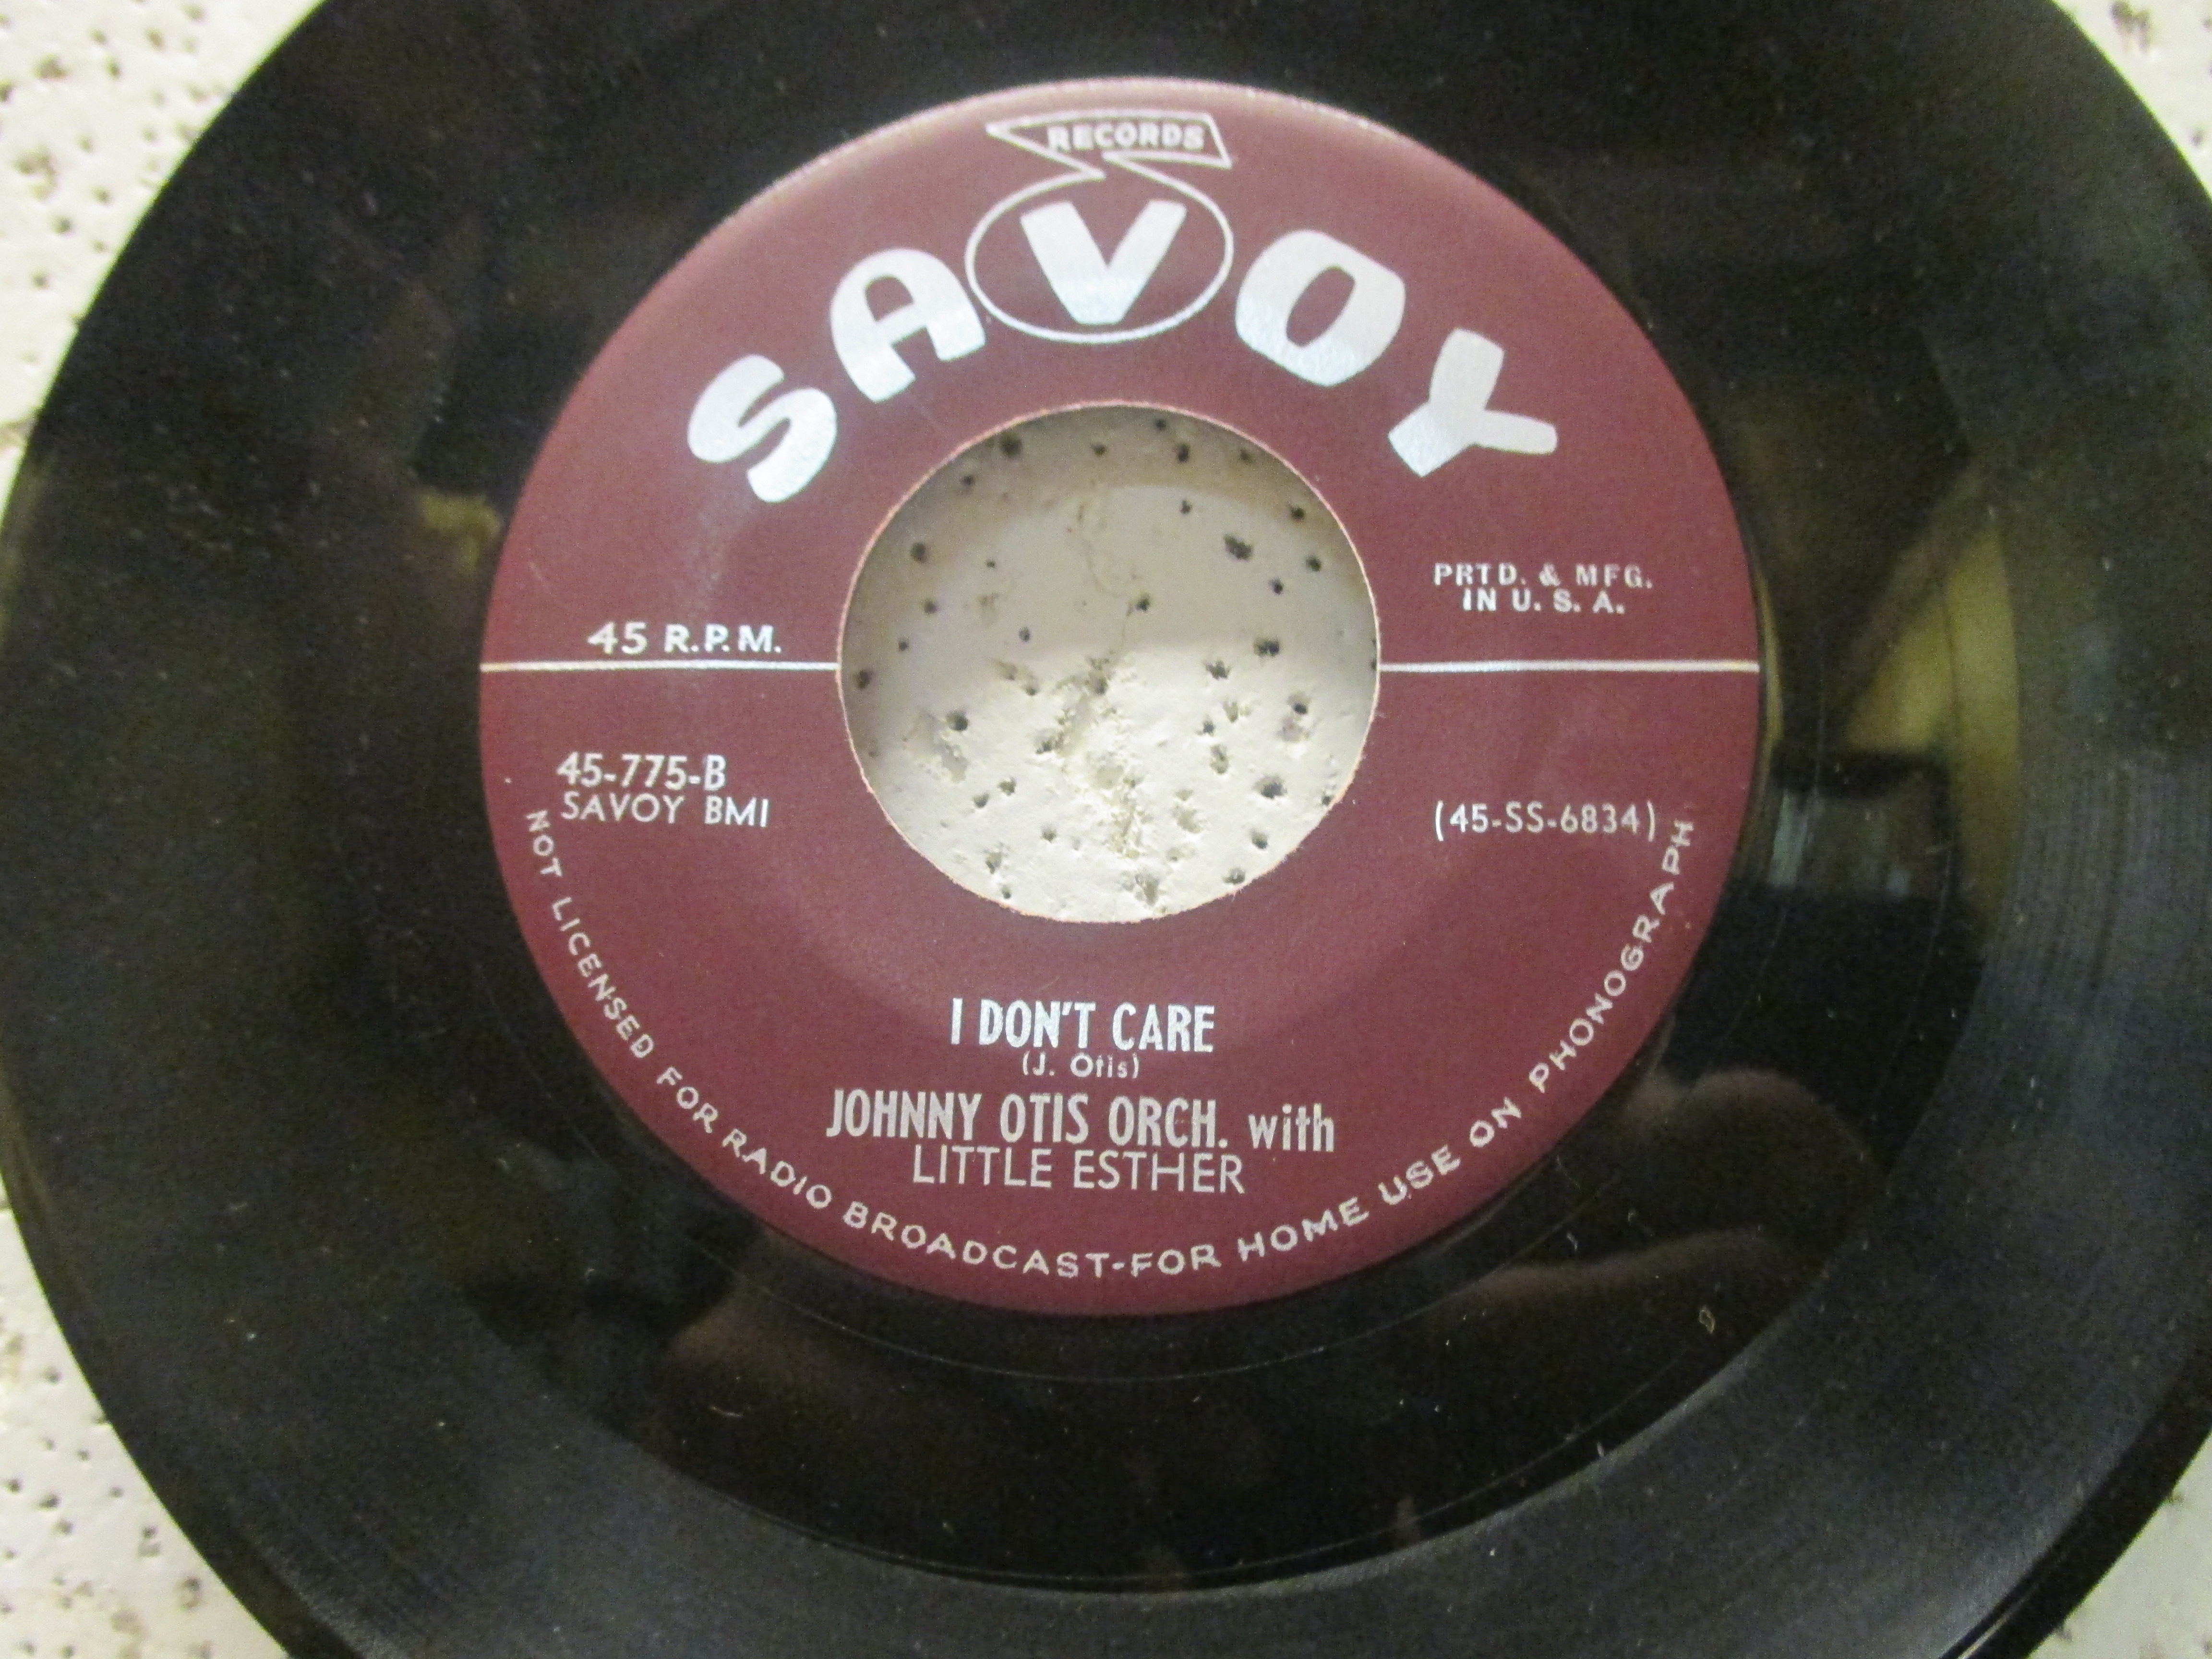 RECORDS
SAVOY
PRTD. & MFG.
IN U. S. A.
45 R.P.M.
45-775-B
SAVOY BMI
(45-SS-6834)
I DON'T CARE
(J. Otis)
JOHNNY OTIS ORCH. with
LITTLE ESTHER
NOT LICENSED FOR RADIO BROADCAST-FOR HOME USE ON PHONOGRAPH